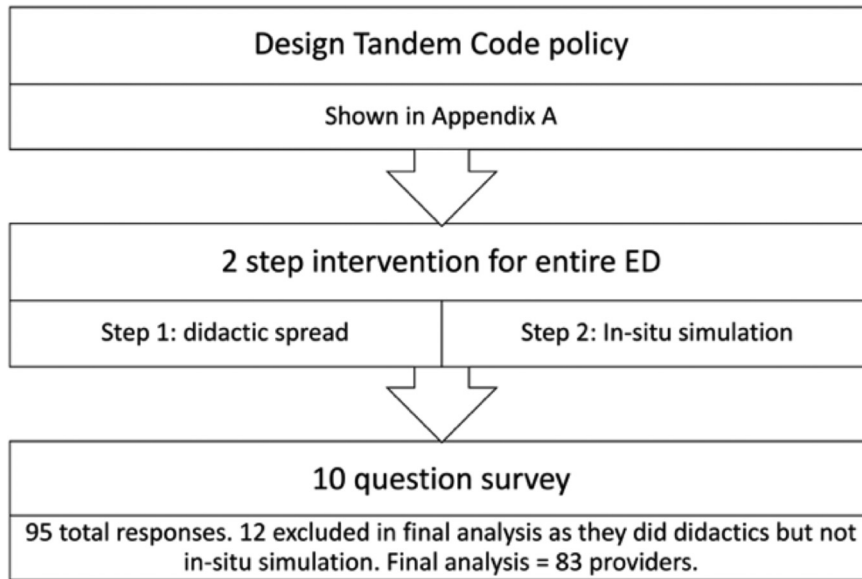 Design Tandem Code policy
Shown in Appendix A
2 step intervention for entire ED
Step 1: didactic spread
Step 2: In-situ simulation
10 question survey
95 total responses. 12 excluded in final analysis as they did didactics but not
in-situ simulation. Final analysis = 83 providers.